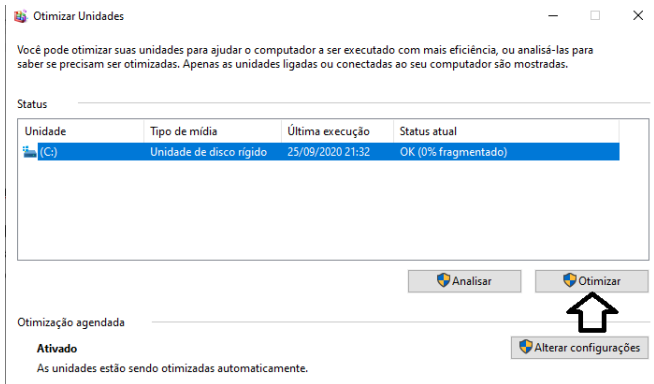 Otimizar Unidades
Você pode otimizar suas unidades para ajudar o computador a ser executado com mais eficiência, ou analisá-las para
saber se precisam ser otimizadas. Apenas as unidades ligadas ou conectadas ao seu computador são mostradas.
Status
Unidade Tipo de mídia Última execução Status atual
(C:) Unidade de disco rígido 25/09/2020 21:32 OK (0% fragmentado)
Analisar Otimizar
Otimização agendada
Ativado Alterar configurações
As unidades estão sendo otimizadas automaticamente.